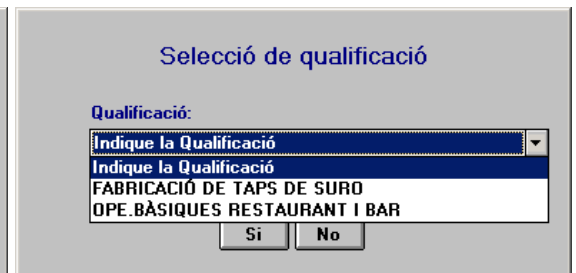 Selecció de qualificació
Qualificació:
Indique la Qualificació
Indique la Qualificació
FABRICACIÓ DE TAPS DE SURO
OPE.BÀSIQUES RESTAURANT I BAR
Si No